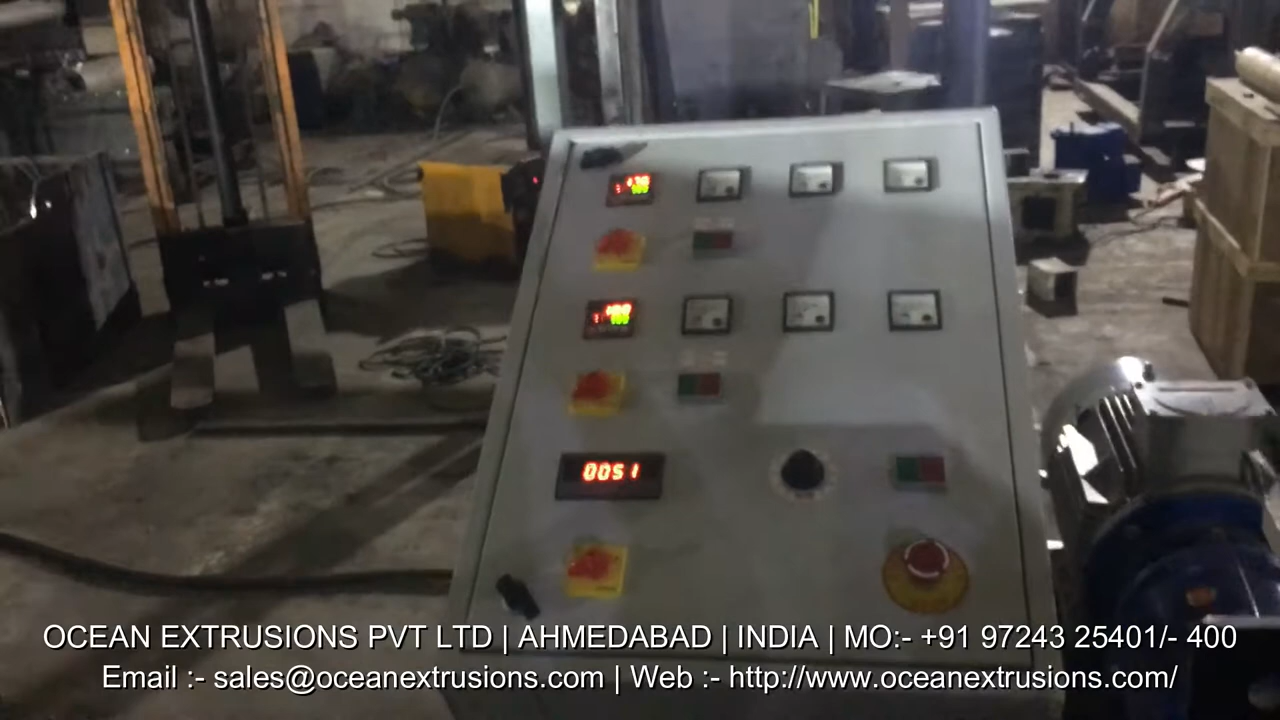 0051
OCEAN EXTRUSIONS PVT LTD | AHMEDABAD | INDIA | MO:- +91 97243 25401/- 400
Email :- sales@oceanextrusions.com | Web :- http://www.oceanextrusions.com/